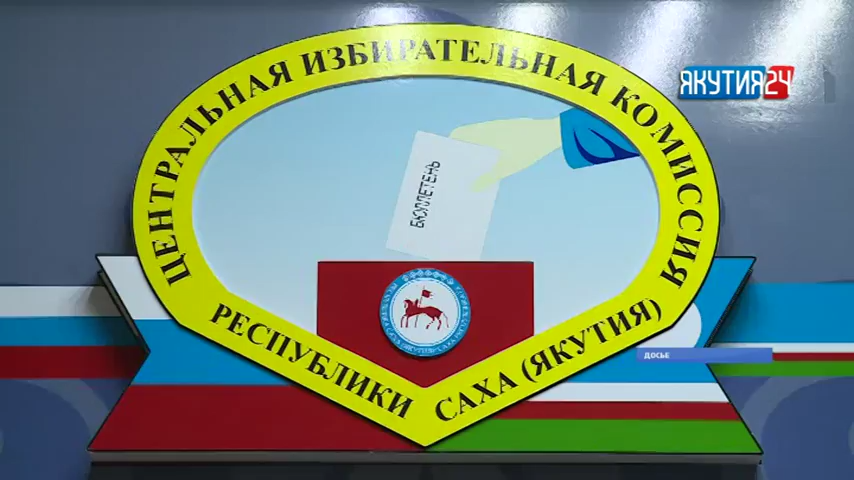 ЦЕНТРАЛЬНАЯ ИЗБИРАТЕЛЬНАЯ КОМИССИЯ
ЯКУТИЯ24
БЮЛЛЕТЕНЬ
РЕСПУБЛИКИ САХА (ЯКУТИЯ)
ДОСЬЕ